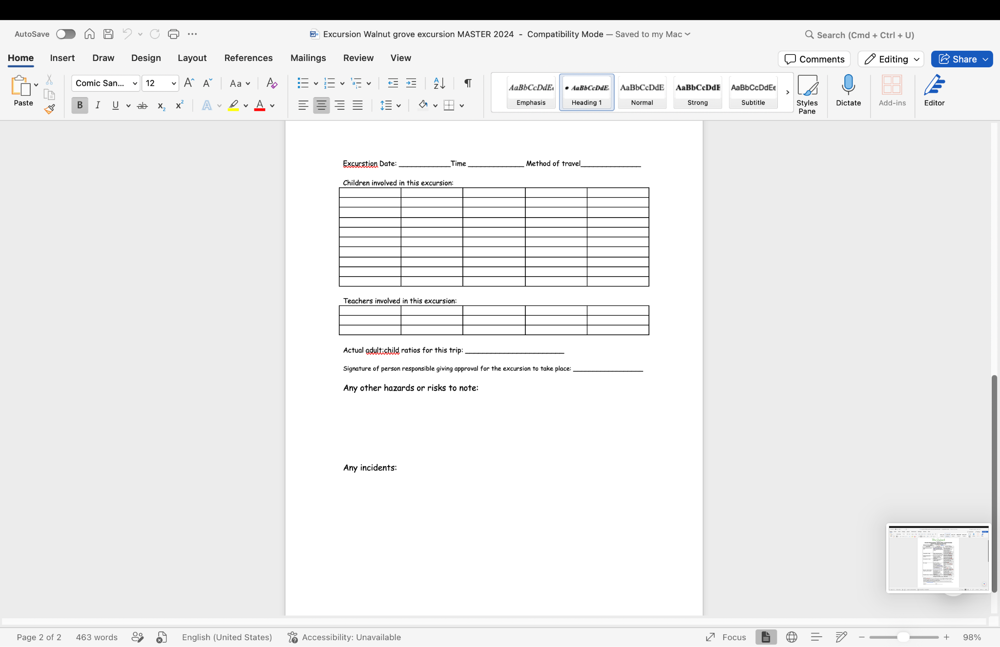 AutoSave
Excursion Walnut grove excursion MASTER 2024 - Compatibility Mode — Saved to my Mac
Search (Cmd + Ctrl + U)
Home Insert Draw Design Layout References Mailings Review View
Comments Editing Share
Paste
Comic San... 12
AaBbCcDdEe Emphasis
AaBbCcDdE Heading 1
AaBbCcDdE Normal
AaBbCcDdE Strong
AaBbCcDdEe Subtitle
Styles Pane
Dictate
Add-ins
Editor
Excurstion Date: ____________Time _____________ Method of travel______________
Children involved in this excursion:
Teachers involved in this excursion:
Actual adult:child ratios for this trip: _______________________
Signature of person responsible giving approval for the excursion to take place: __________________
Any other hazards or risks to note:
Any incidents:
Page 2 of 2 463 words English (United States) Accessibility: Unavailable Focus 98%